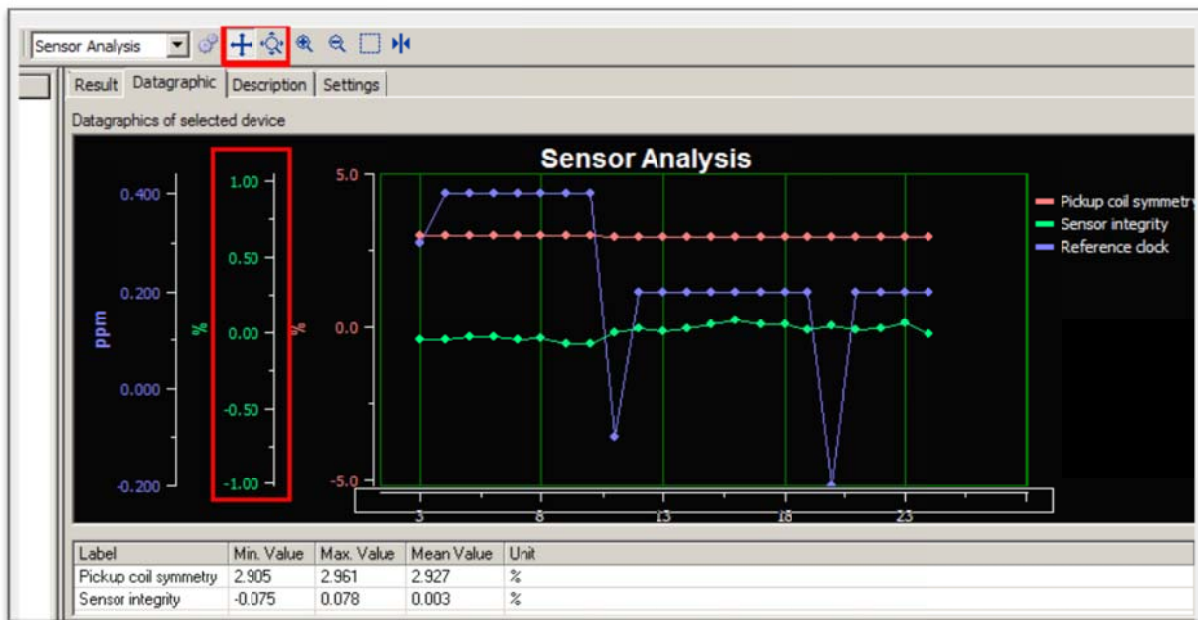 Sensor Analysis
Result Datagraphic Description Settings
Datagraphics of selected device
Sensor Analysis
ppm
0.400
0.200
0.000
-0.200
%
1.00
0.50
0.00
-0.50
-1.00
%
5.0
0.0
-5.0
3 8 13 18 23
Pickup coil symmetry
Sensor integrity
Reference clock
Label Min. Value Max. Value Mean Value Unit
Pickup coil symmetry 2.905 2.961 2.927 %
Sensor integrity -0.075 0.078 0.003 %